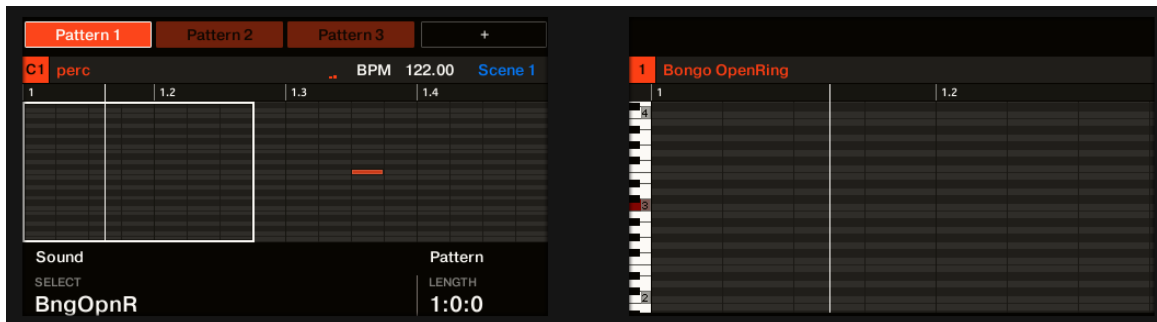 Pattern 1 Pattern 2 Pattern 3 +
C1 perc BPM 122.00 Scene 1
1 1.2 1.3 1.4
Sound Pattern
SELECT LENGTH
BngOpnR 1:0:0
1 Bongo OpenRing
1 1.2
4
3
2